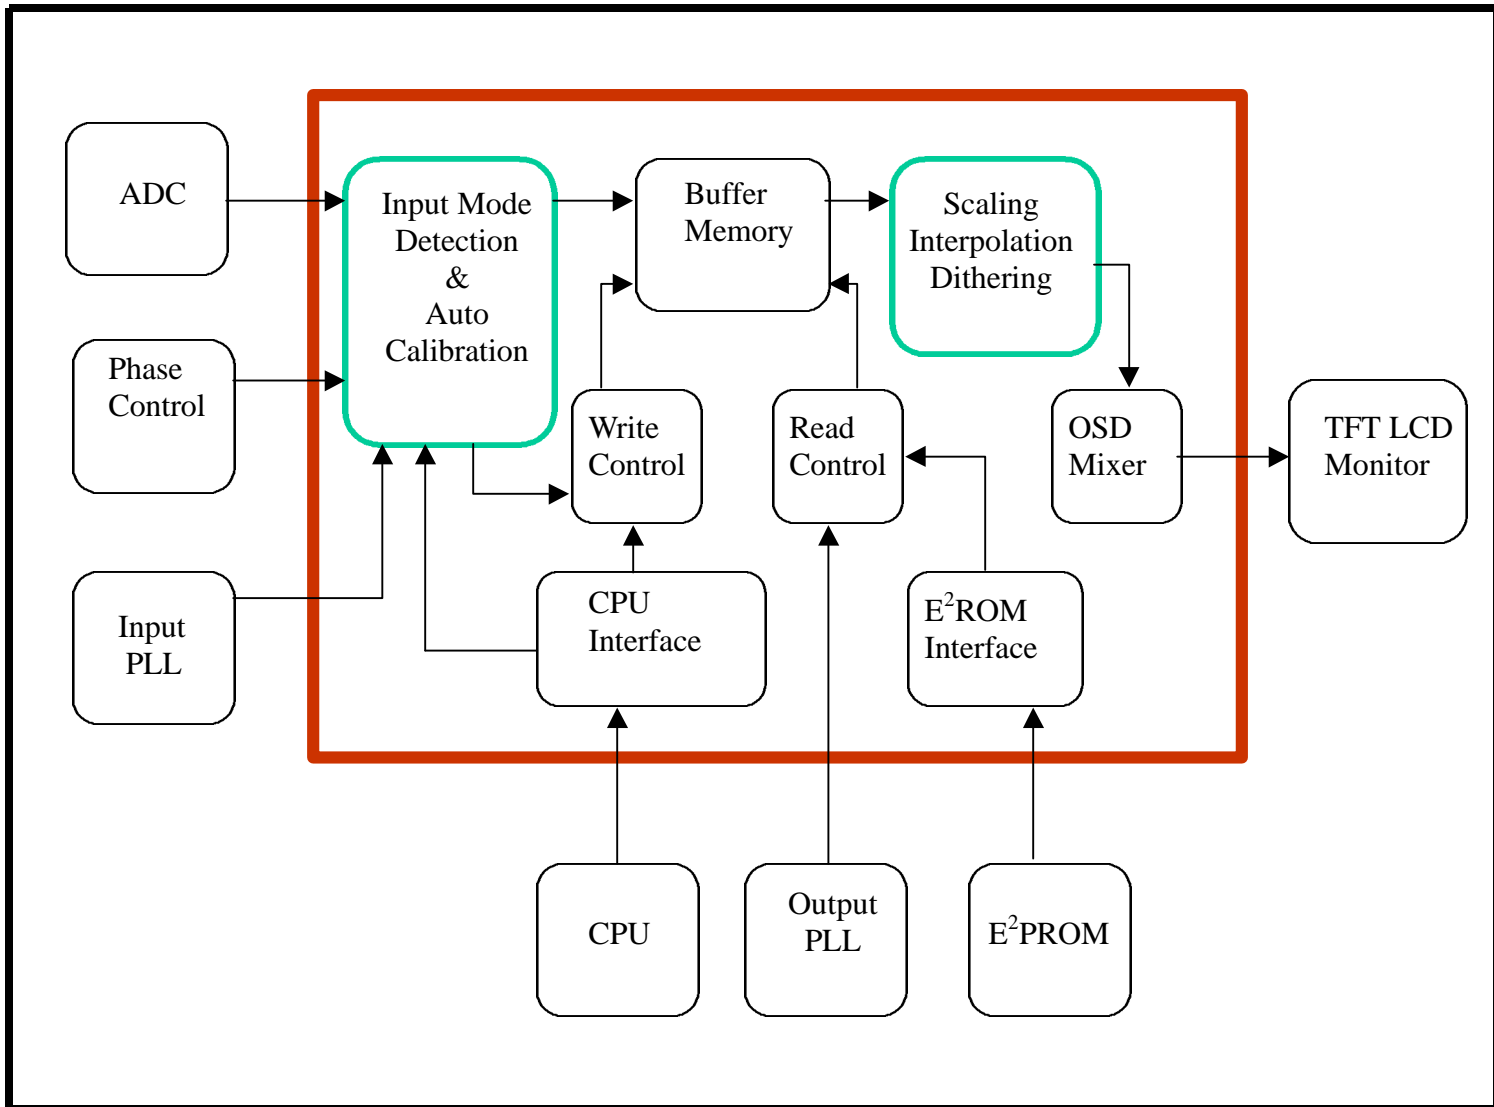 ADC
Input Mode
Detection
&
Auto
Calibration
Buffer
Memory
Scaling
Interpolation
Dithering
Phase
Control
Write
Control
Read
Control
OSD
Mixer
TFT LCD
Monitor
Input
PLL
CPU
Interface
E²ROM
Interface
CPU
Output
PLL
E²PROM